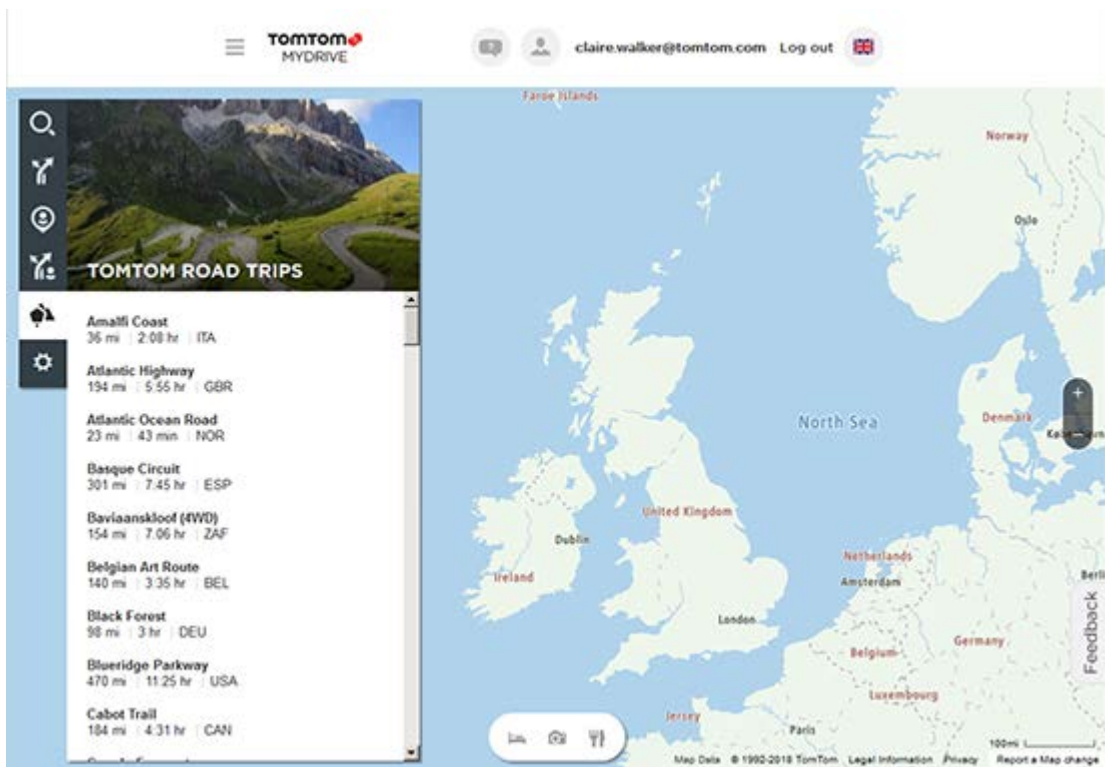 TOMTOM
MYDRIVE
claire.walker@tomtom.com Log out
TOMTOM ROAD TRIPS
Amalfi Coast
36 mi | 2:08 hr | ITA
Atlantic Highway
194 mi | 5:55 hr | GBR
Atlantic Ocean Road
23 mi | 43 min | NOR
Basque Circuit
301 mi | 7:45 hr | ESP
Baviaanskloof (4WD)
154 mi | 7:06 hr | ZAF
Belgian Art Route
140 mi | 3:35 hr | BEL
Black Forest
98 mi | 3 hr | DEU
Blueridge Parkway
470 mi | 11:25 hr | USA
Cabot Trail
184 mi | 4:31 hr | CAN
Faroe Islands
Norway
Oslo
North Sea
Denmark
United Kingdom
Dublin
Ireland
Netherlands
Amsterdam
Berli
London
Germany
Belgium
Luxembourg
Jersey
Paris
+
Feedback
100mi
Map Data © 1992-2018 TomTom Legal Information Privacy Report a Map change